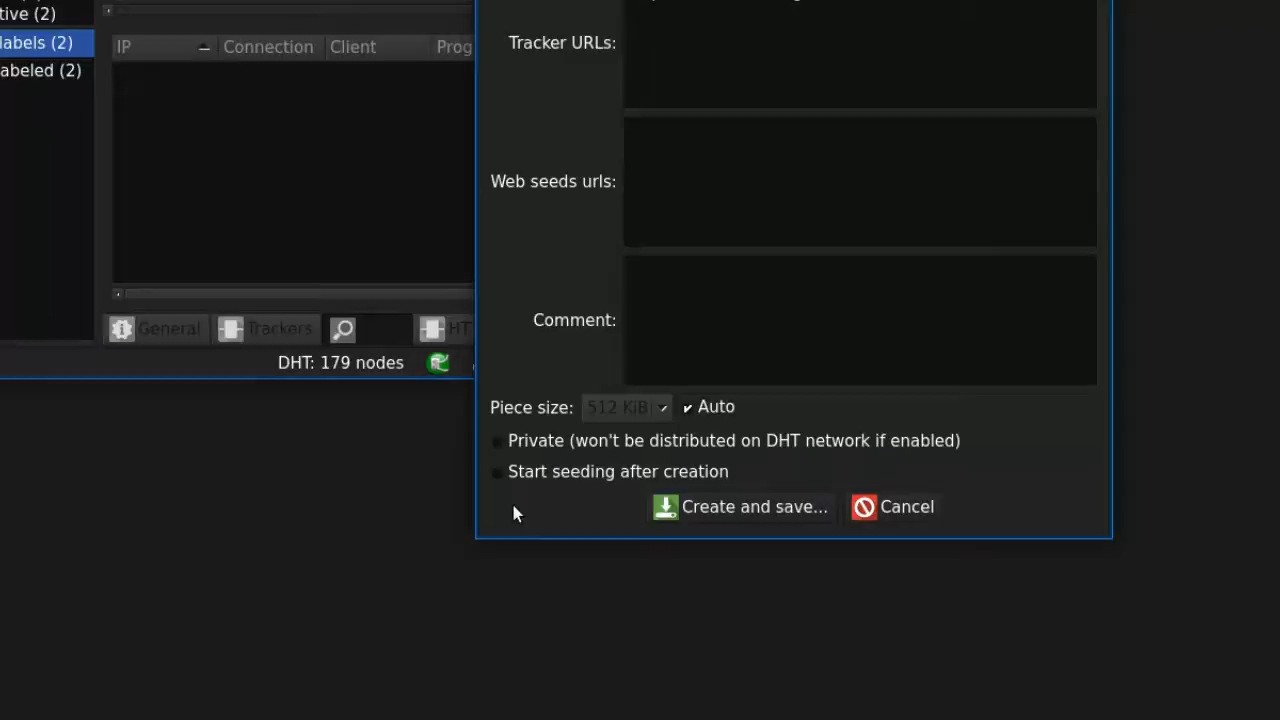 tive (2)
labels (2)
abeled (2)
IP Connection Client Prog
General Trackers HT
DHT: 179 nodes
Tracker URLs:
Web seeds urls:
Comment:
Piece size: 512 KiB Auto
Private (won't be distributed on DHT network if enabled)
Start seeding after creation
Create and save... Cancel